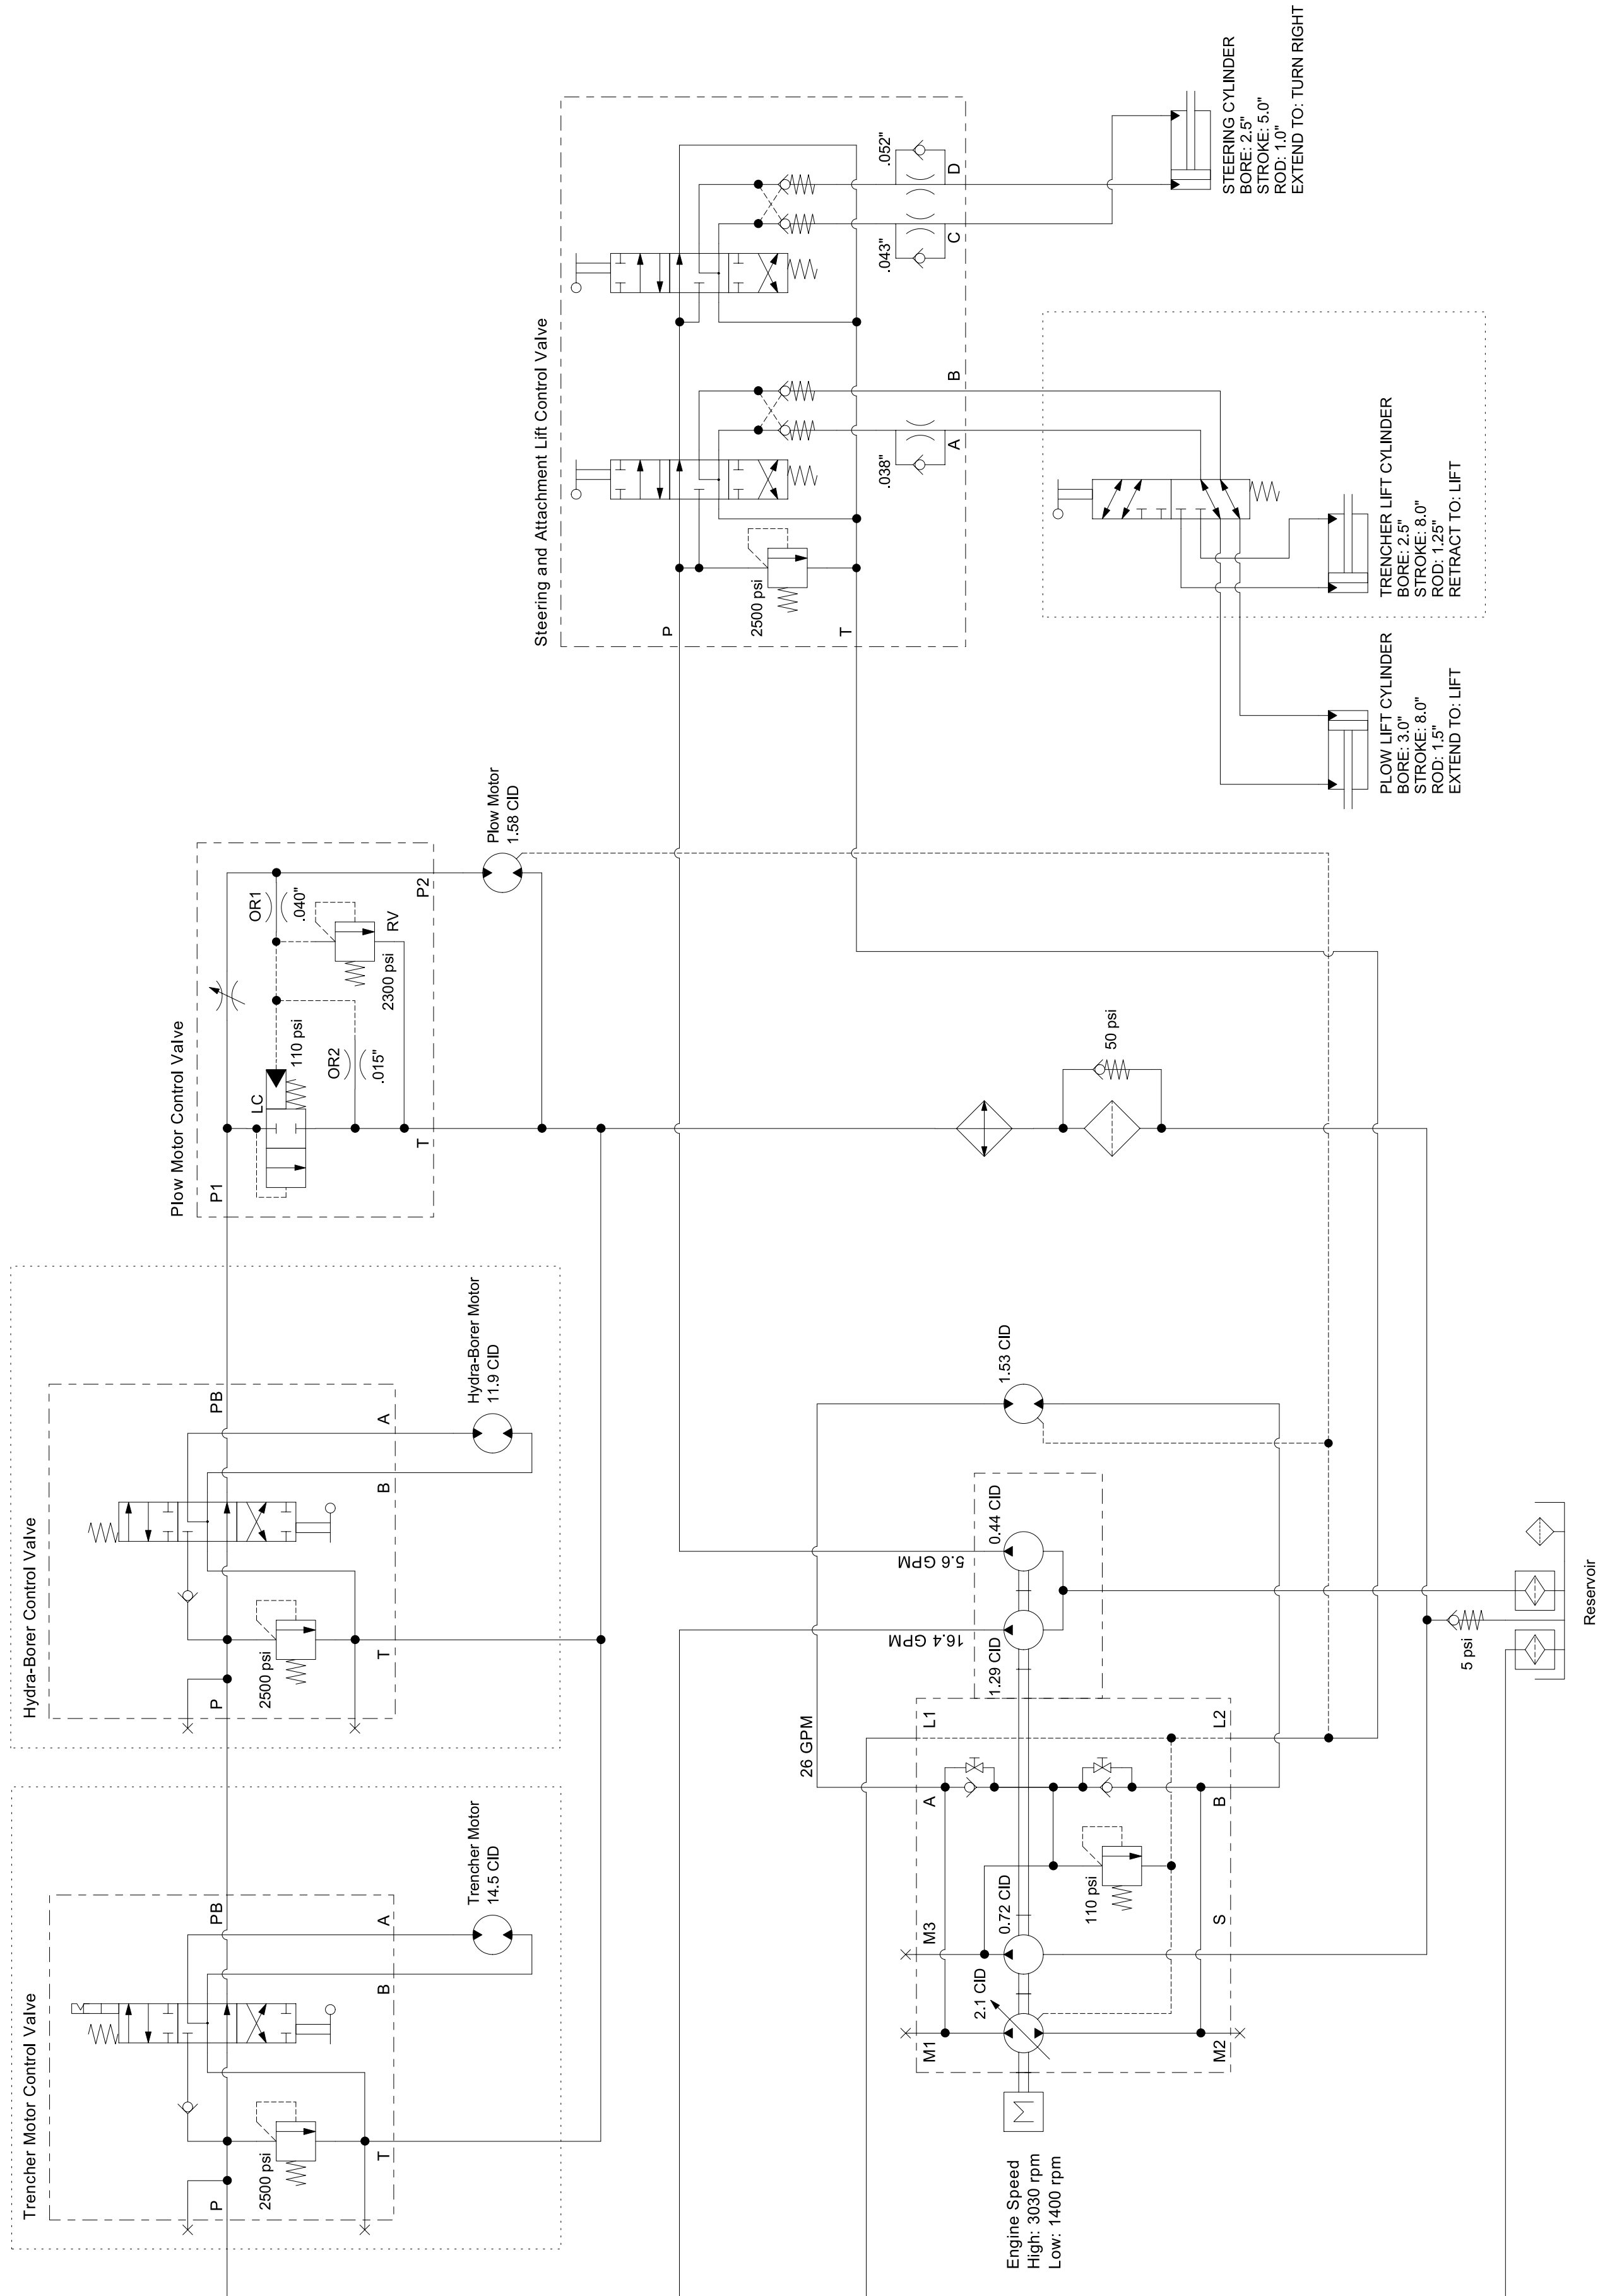 Trencher Motor Control Valve
P
2500 psi
T
PB
A
B
Trencher Motor
14.5 CID
Hydra-Borer Control Valve
P
2500 psi
T
PB
A
B
Hydra-Borer Motor
11.9 CID
Plow Motor Control Valve
P1
LC
110 psi
OR2
.015"
OR1
.040"
RV
2300 psi
T
P2
Plow Motor
1.58 CID
Steering and Attachment Lift Control Valve
P
2500 psi
T
.038"
A
B
.043"
C
.052"
D
STEERING CYLINDER
BORE: 2.5"
STROKE: 5.0"
ROD: 1.0"
EXTEND TO: TURN RIGHT
TRENCHER LIFT CYLINDER
BORE: 2.5"
STROKE: 8.0"
ROD: 1.25"
RETRACT TO: LIFT
PLOW LIFT CYLINDER
BORE: 3.0"
STROKE: 8.0"
ROD: 1.5"
EXTEND TO: LIFT
50 psi
Engine Speed
High: 3030 rpm
Low: 1400 rpm
M
M1
M2
2.1 CID
M3
0.72 CID
110 psi
S
A
B
L1
L2
26 GPM
16.4 GPM
1.29 CID
5.6 GPM
0.44 CID
1.53 CID
5 psi
Reservoir